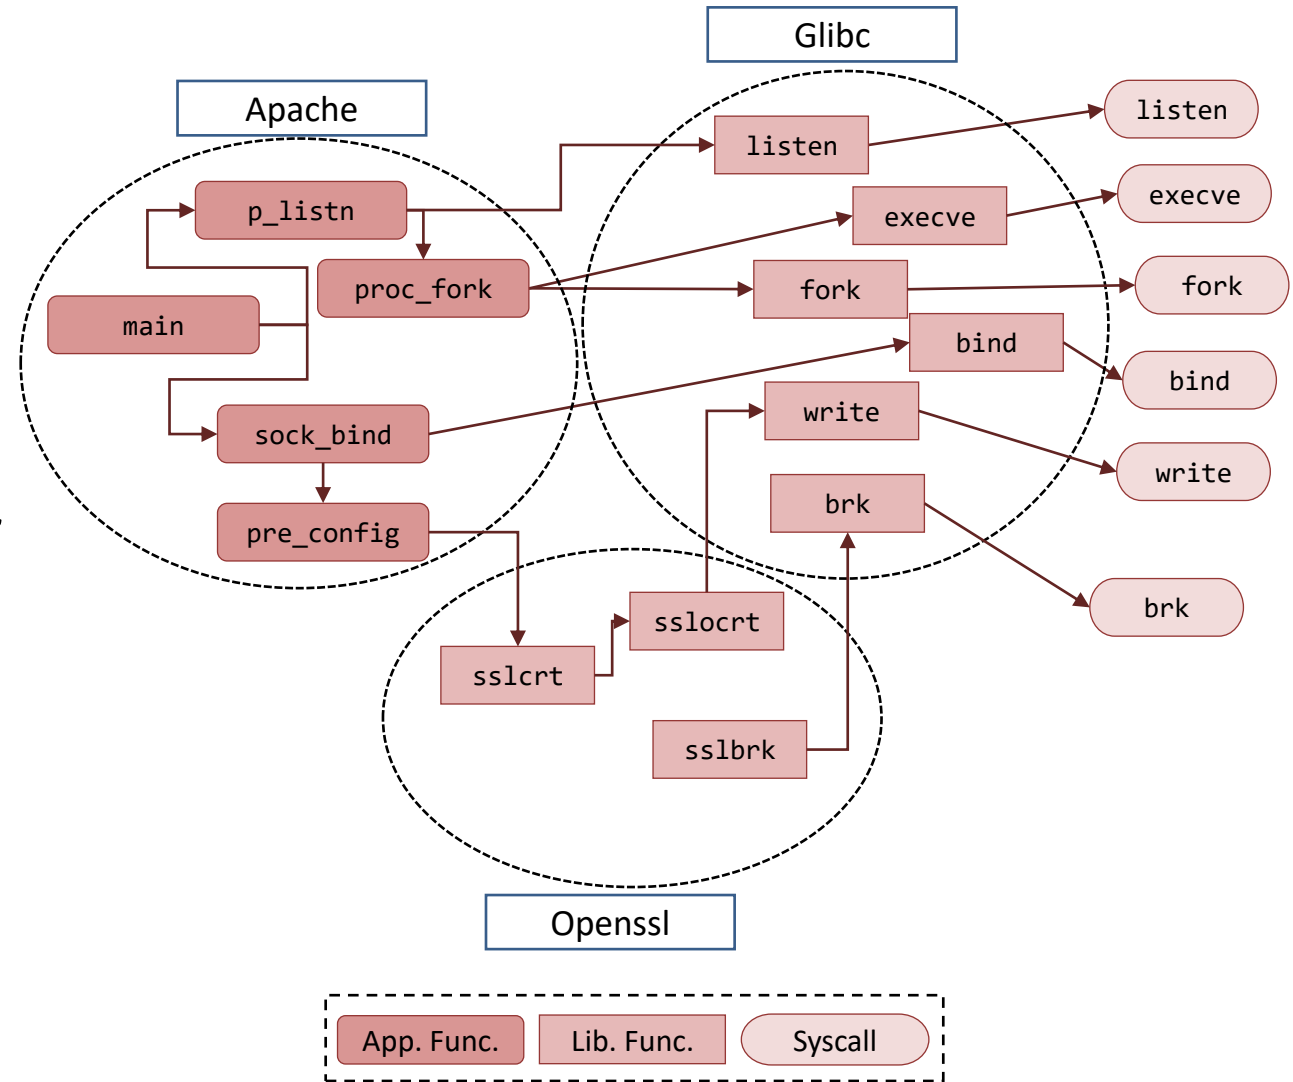 Glibc
Apache
listen
listen
execve
execve
p_listn
proc_fork
fork
fork
main
bind
bind
sock_bind
write
write
pre_config
brk
brk
sslocrt
sslcrt
sslbrk
Openssl
App. Func.
Lib. Func.
Syscall